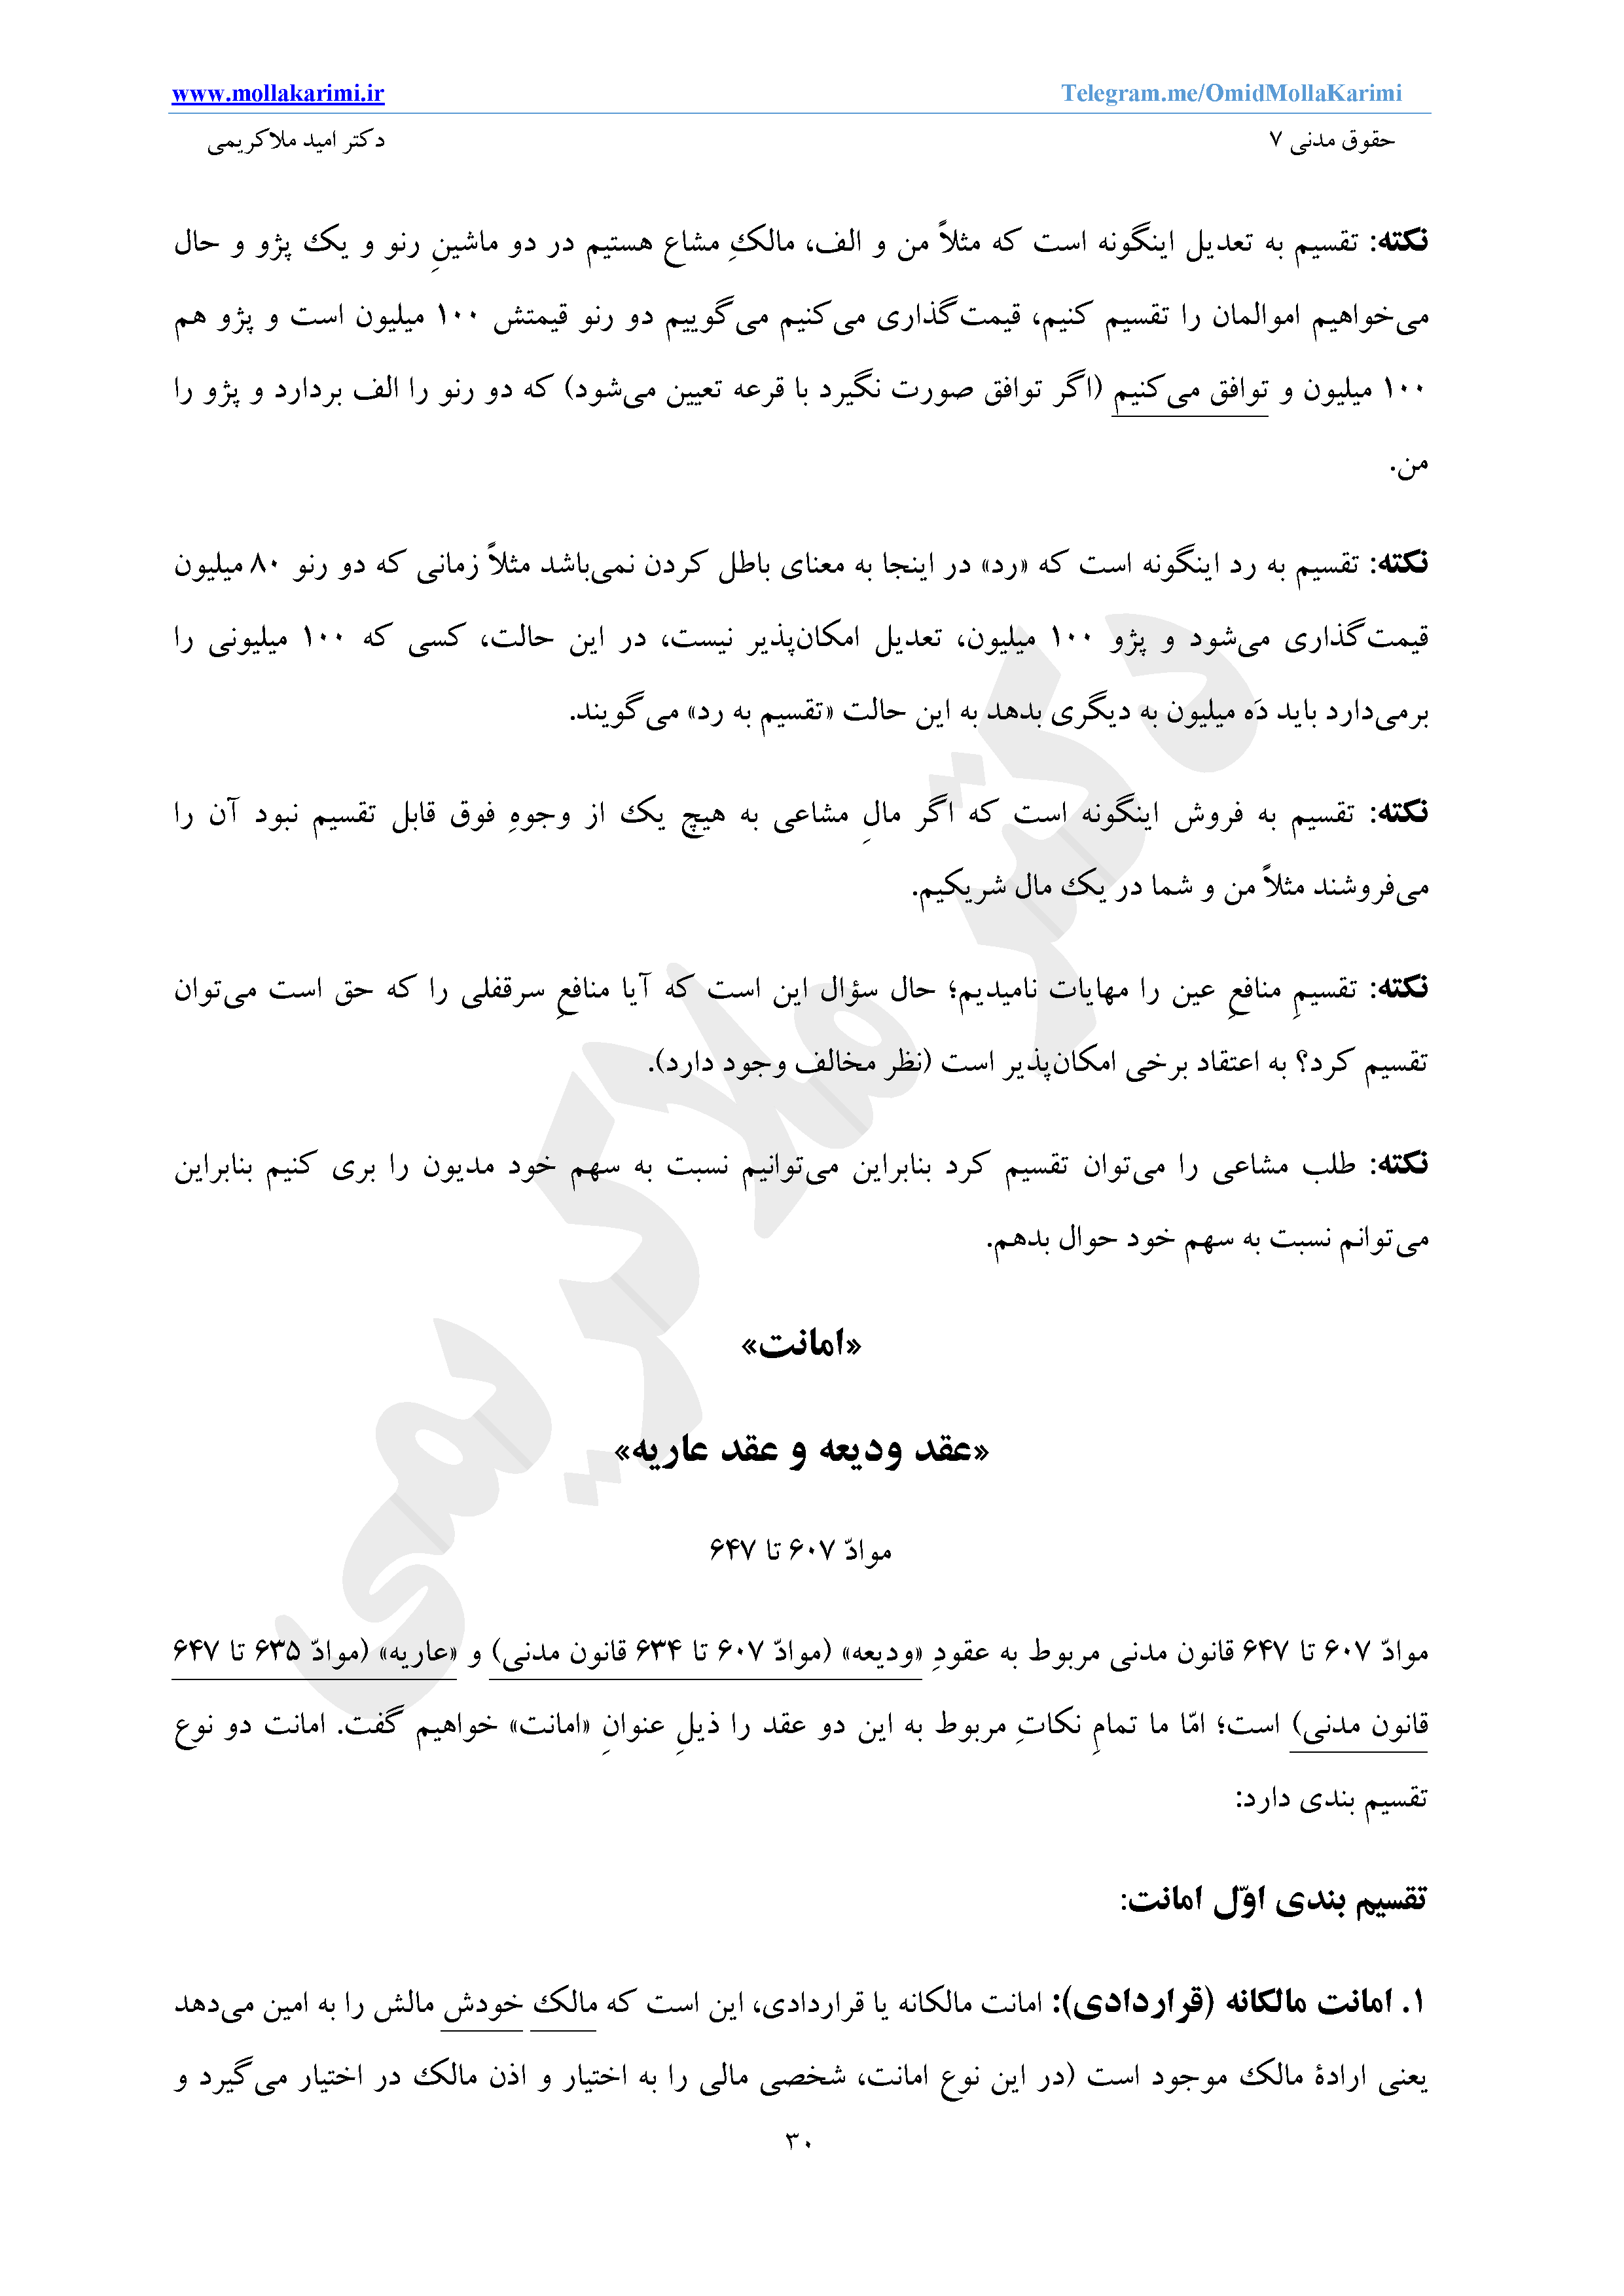 www.mollakarimi.ir Telegram.me/OmidMollaKarimi
حقوق مدنی ۷ دکتر امید ملاکریمی
نکته: تقسیم به تعدیل اینگونه است که مثلاً من و الف، مالکِ مشاع هستیم در دو ماشینِ رنو و یک پژو و حال
می‌خواهیم اموالمان را تقسیم کنیم، قیمت‌گذاری می‌کنیم می‌گوییم دو رنو قیمتش ۱۰۰ میلیون است و پژو هم
۱۰۰ میلیون و توافق می‌کنیم (اگر توافق صورت نگیرد با قرعه تعیین می‌شود) که دو رنو را الف بردارد و پژو را
من.
نکته: تقسیم به رد اینگونه است که «رد» در اینجا به معنای باطل کردن نمی‌باشد مثلاً زمانی که دو رنو ۸۰ میلیون
قیمت‌گذاری می‌شود و پژو ۱۰۰ میلیون، تعدیل امکان‌پذیر نیست، در این حالت، کسی که ۱۰۰ میلیونی را
برمی‌دارد باید دَه میلیون به دیگری بدهد به این حالت «تقسیم به رد» می‌گویند.
نکته: تقسیم به فروش اینگونه است که اگر مالِ مشاعی به هیچ یک از وجوهِ فوق قابل تقسیم نبود آن را
می‌فروشند مثلاً من و شما در یک مال شریکیم.
نکته: تقسیمِ منافعِ عین را مهایات نامیدیم؛ حال سؤال این است که آیا منافعِ سرقفلی را که حق است می‌توان
تقسیم کرد؟ به اعتقاد برخی امکان‌پذیر است (نظر مخالف وجود دارد).
نکته: طلب مشاعی را می‌توان تقسیم کرد بنابراین می‌توانیم نسبت به سهم خود مدیون را بری کنیم بنابراین
می‌توانم نسبت به سهم خود حوال بدهم.
«امانت»
«عقد ودیعه و عقد عاریه»
موادّ ۶۰۷ تا ۶۴۷
موادّ ۶۰۷ تا ۶۴۷ قانون مدنی مربوط به عقودِ «ودیعه» (موادّ ۶۰۷ تا ۶۳۴ قانون مدنی) و «عاریه» (موادّ ۶۳۵ تا ۶۴۷
قانون مدنی) است؛ امّا ما تمامِ نکاتِ مربوط به این دو عقد را ذیلِ عنوانِ «امانت» خواهیم گفت. امانت دو نوع
تقسیم بندی دارد:
تقسیم بندی اوّل امانت:
۱. امانت مالکانه (قراردادی): امانت مالکانه یا قراردادی، این است که مالک خودش مالش را به امین می‌دهد
یعنی ارادهٔ مالک موجود است (در این نوع امانت، شخصی مالی را به اختیار و اذن مالک در اختیار می‌گیرد و
۳۰
دکتر ملاکریمی